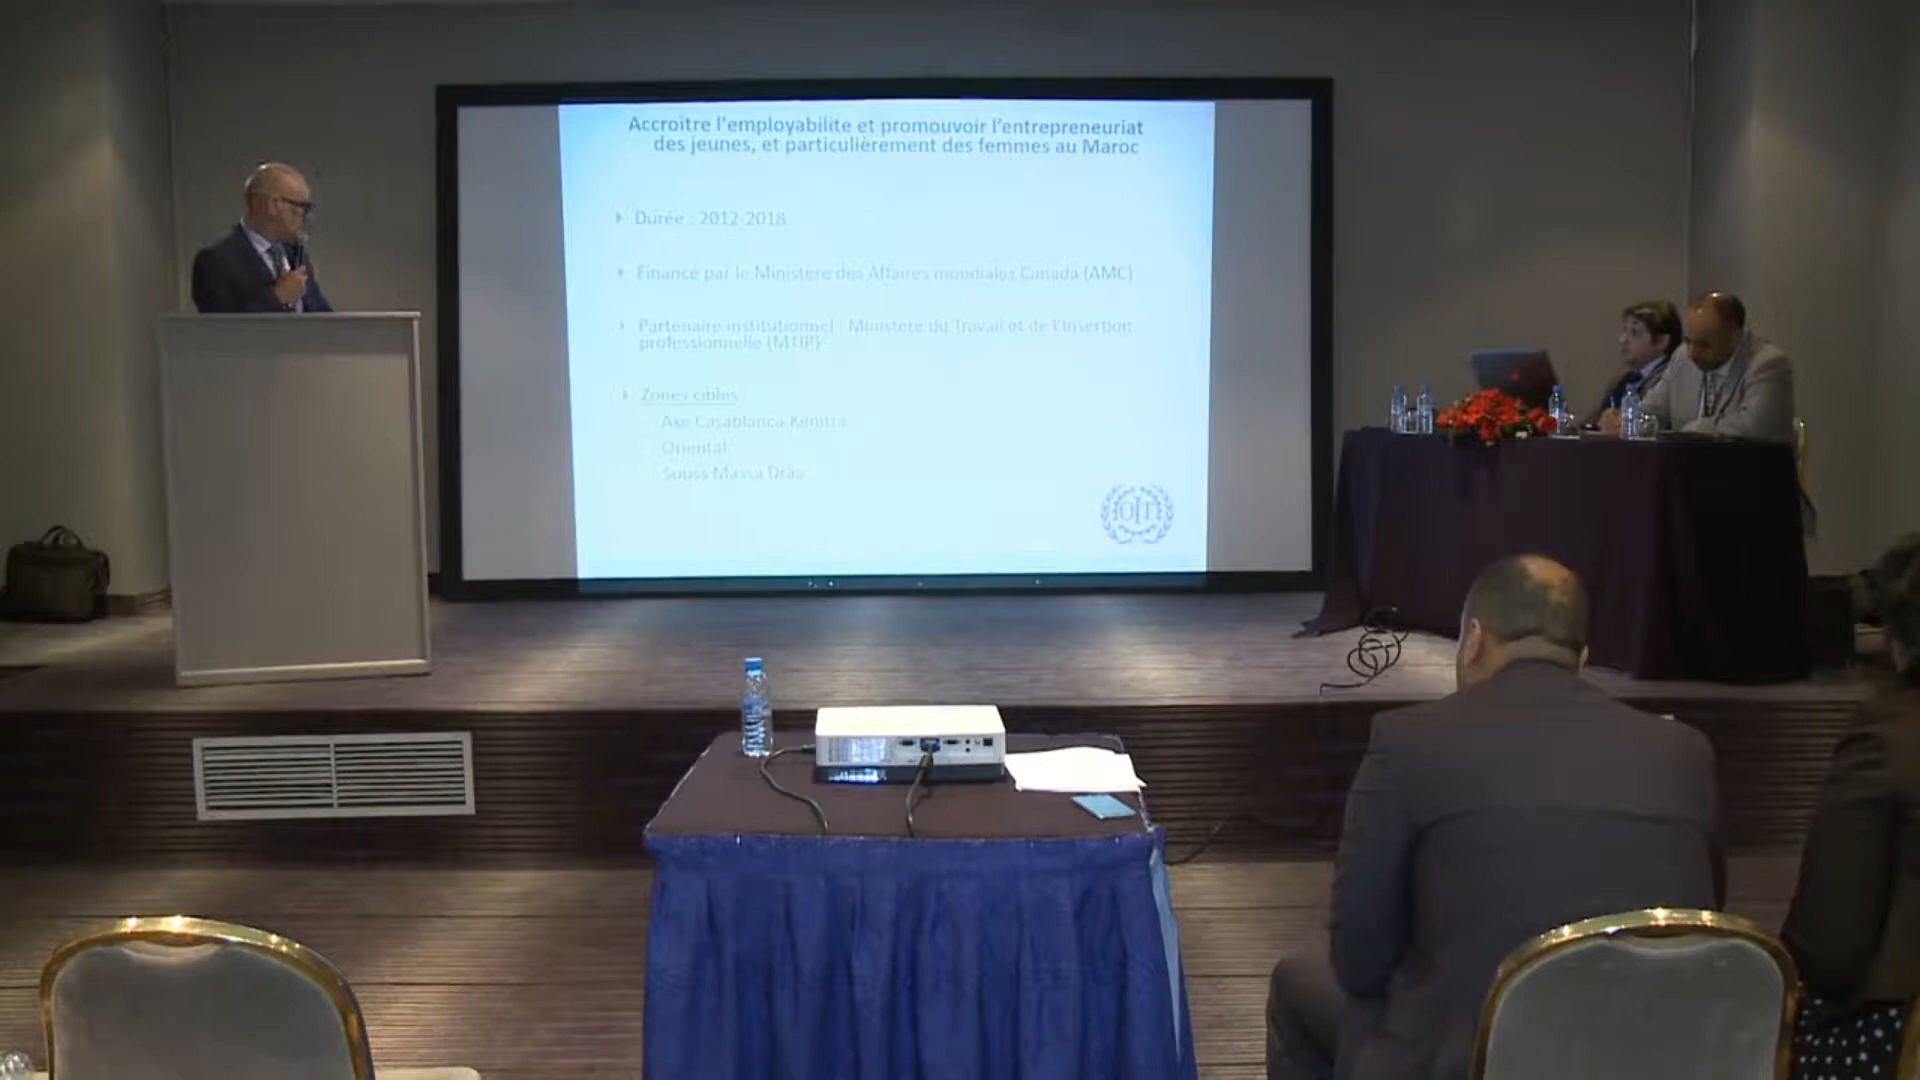 Accroître l'employabilité et promouvoir l'entrepreneuriat
des jeunes, et particulièrement des femmes au Maroc
Durée : 2012-2018
Financé par le Ministère des Affaires mondiales Canada (AMC)
Partenaire institutionnel : Ministère du Travail et de l'Insertion
professionnelle (MTIP)
Zones cibles
Axe Casablanca-Kenitra
Oriental
Souss Massa Drâa
OIT